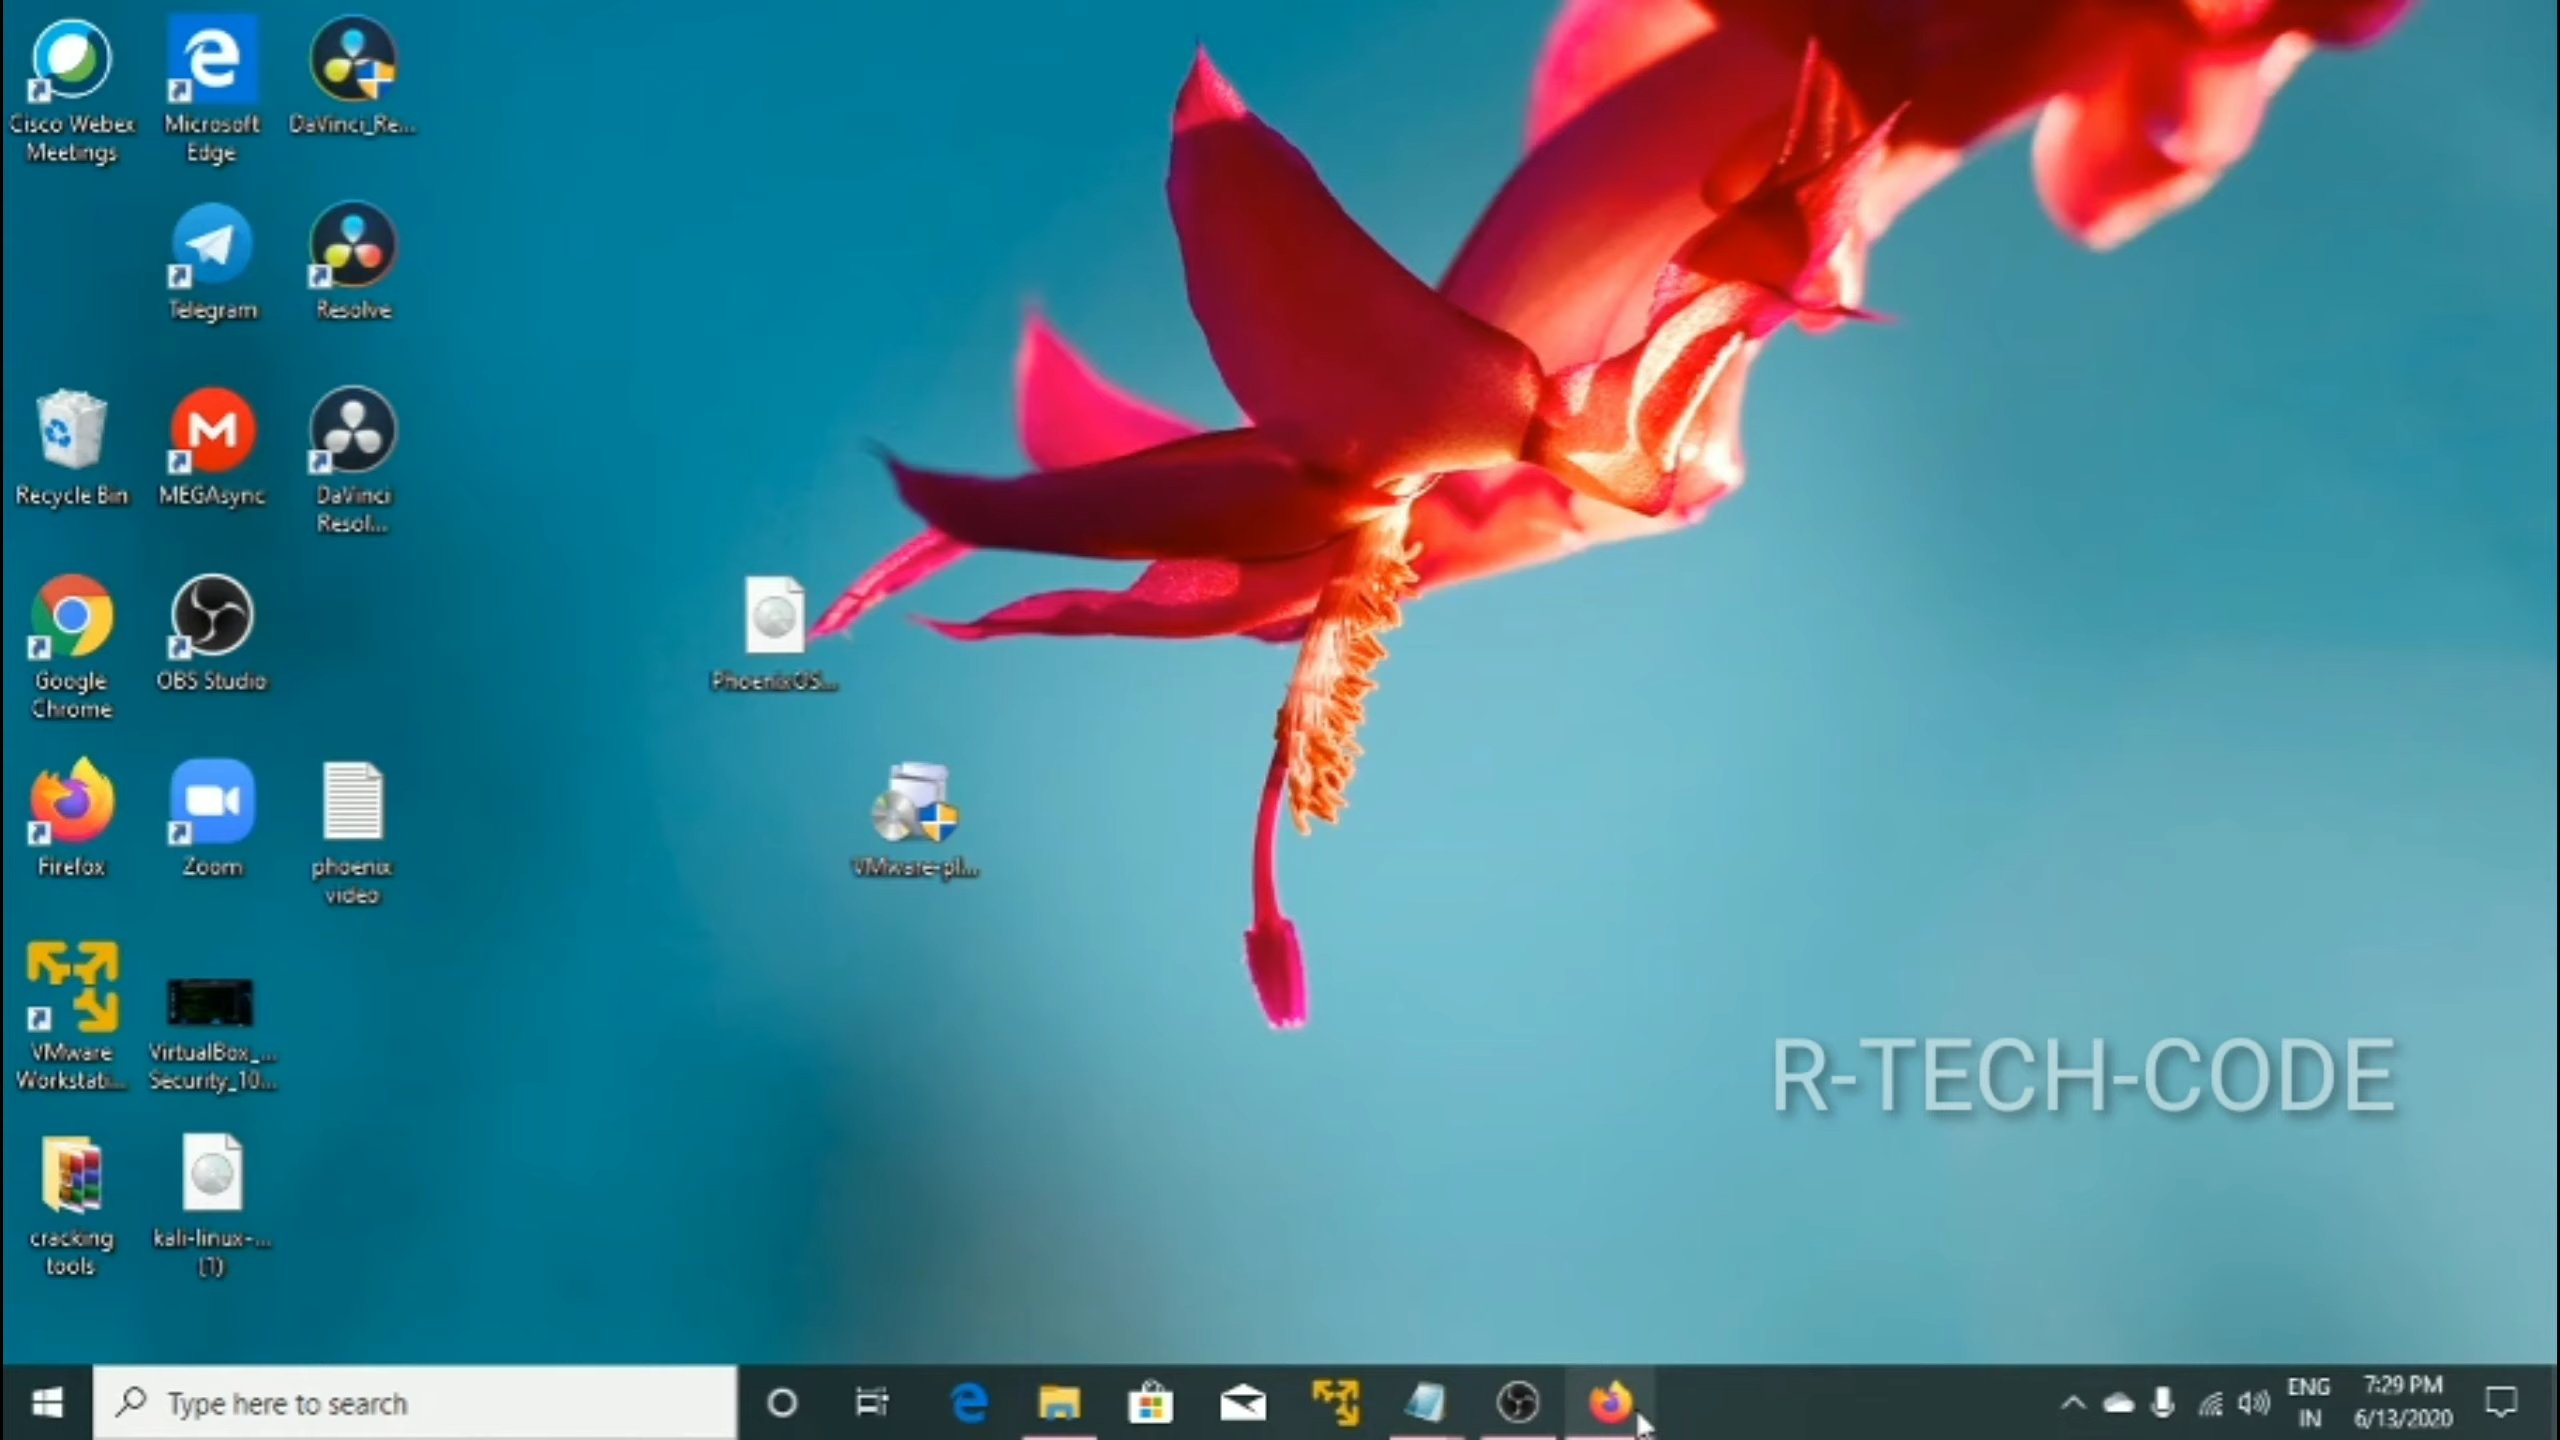 Cisco Webex
Meetings
Microsoft
Edge
DaVinci_Re...
Telegram
Resolve
Recycle Bin
MEGAsync
DaVinci
Resol...
Google
Chrome
OBS Studio
PhoenixOS...
Firefox
Zoom
phoenix
video
VMware-pl...
VMware
Workstati...
VirtualBox_...
Security_10...
cracking
tools
kali-linux-...
(1)
R-TECH-CODE
Type here to search
ENG
IN
7:29 PM
6/13/2020